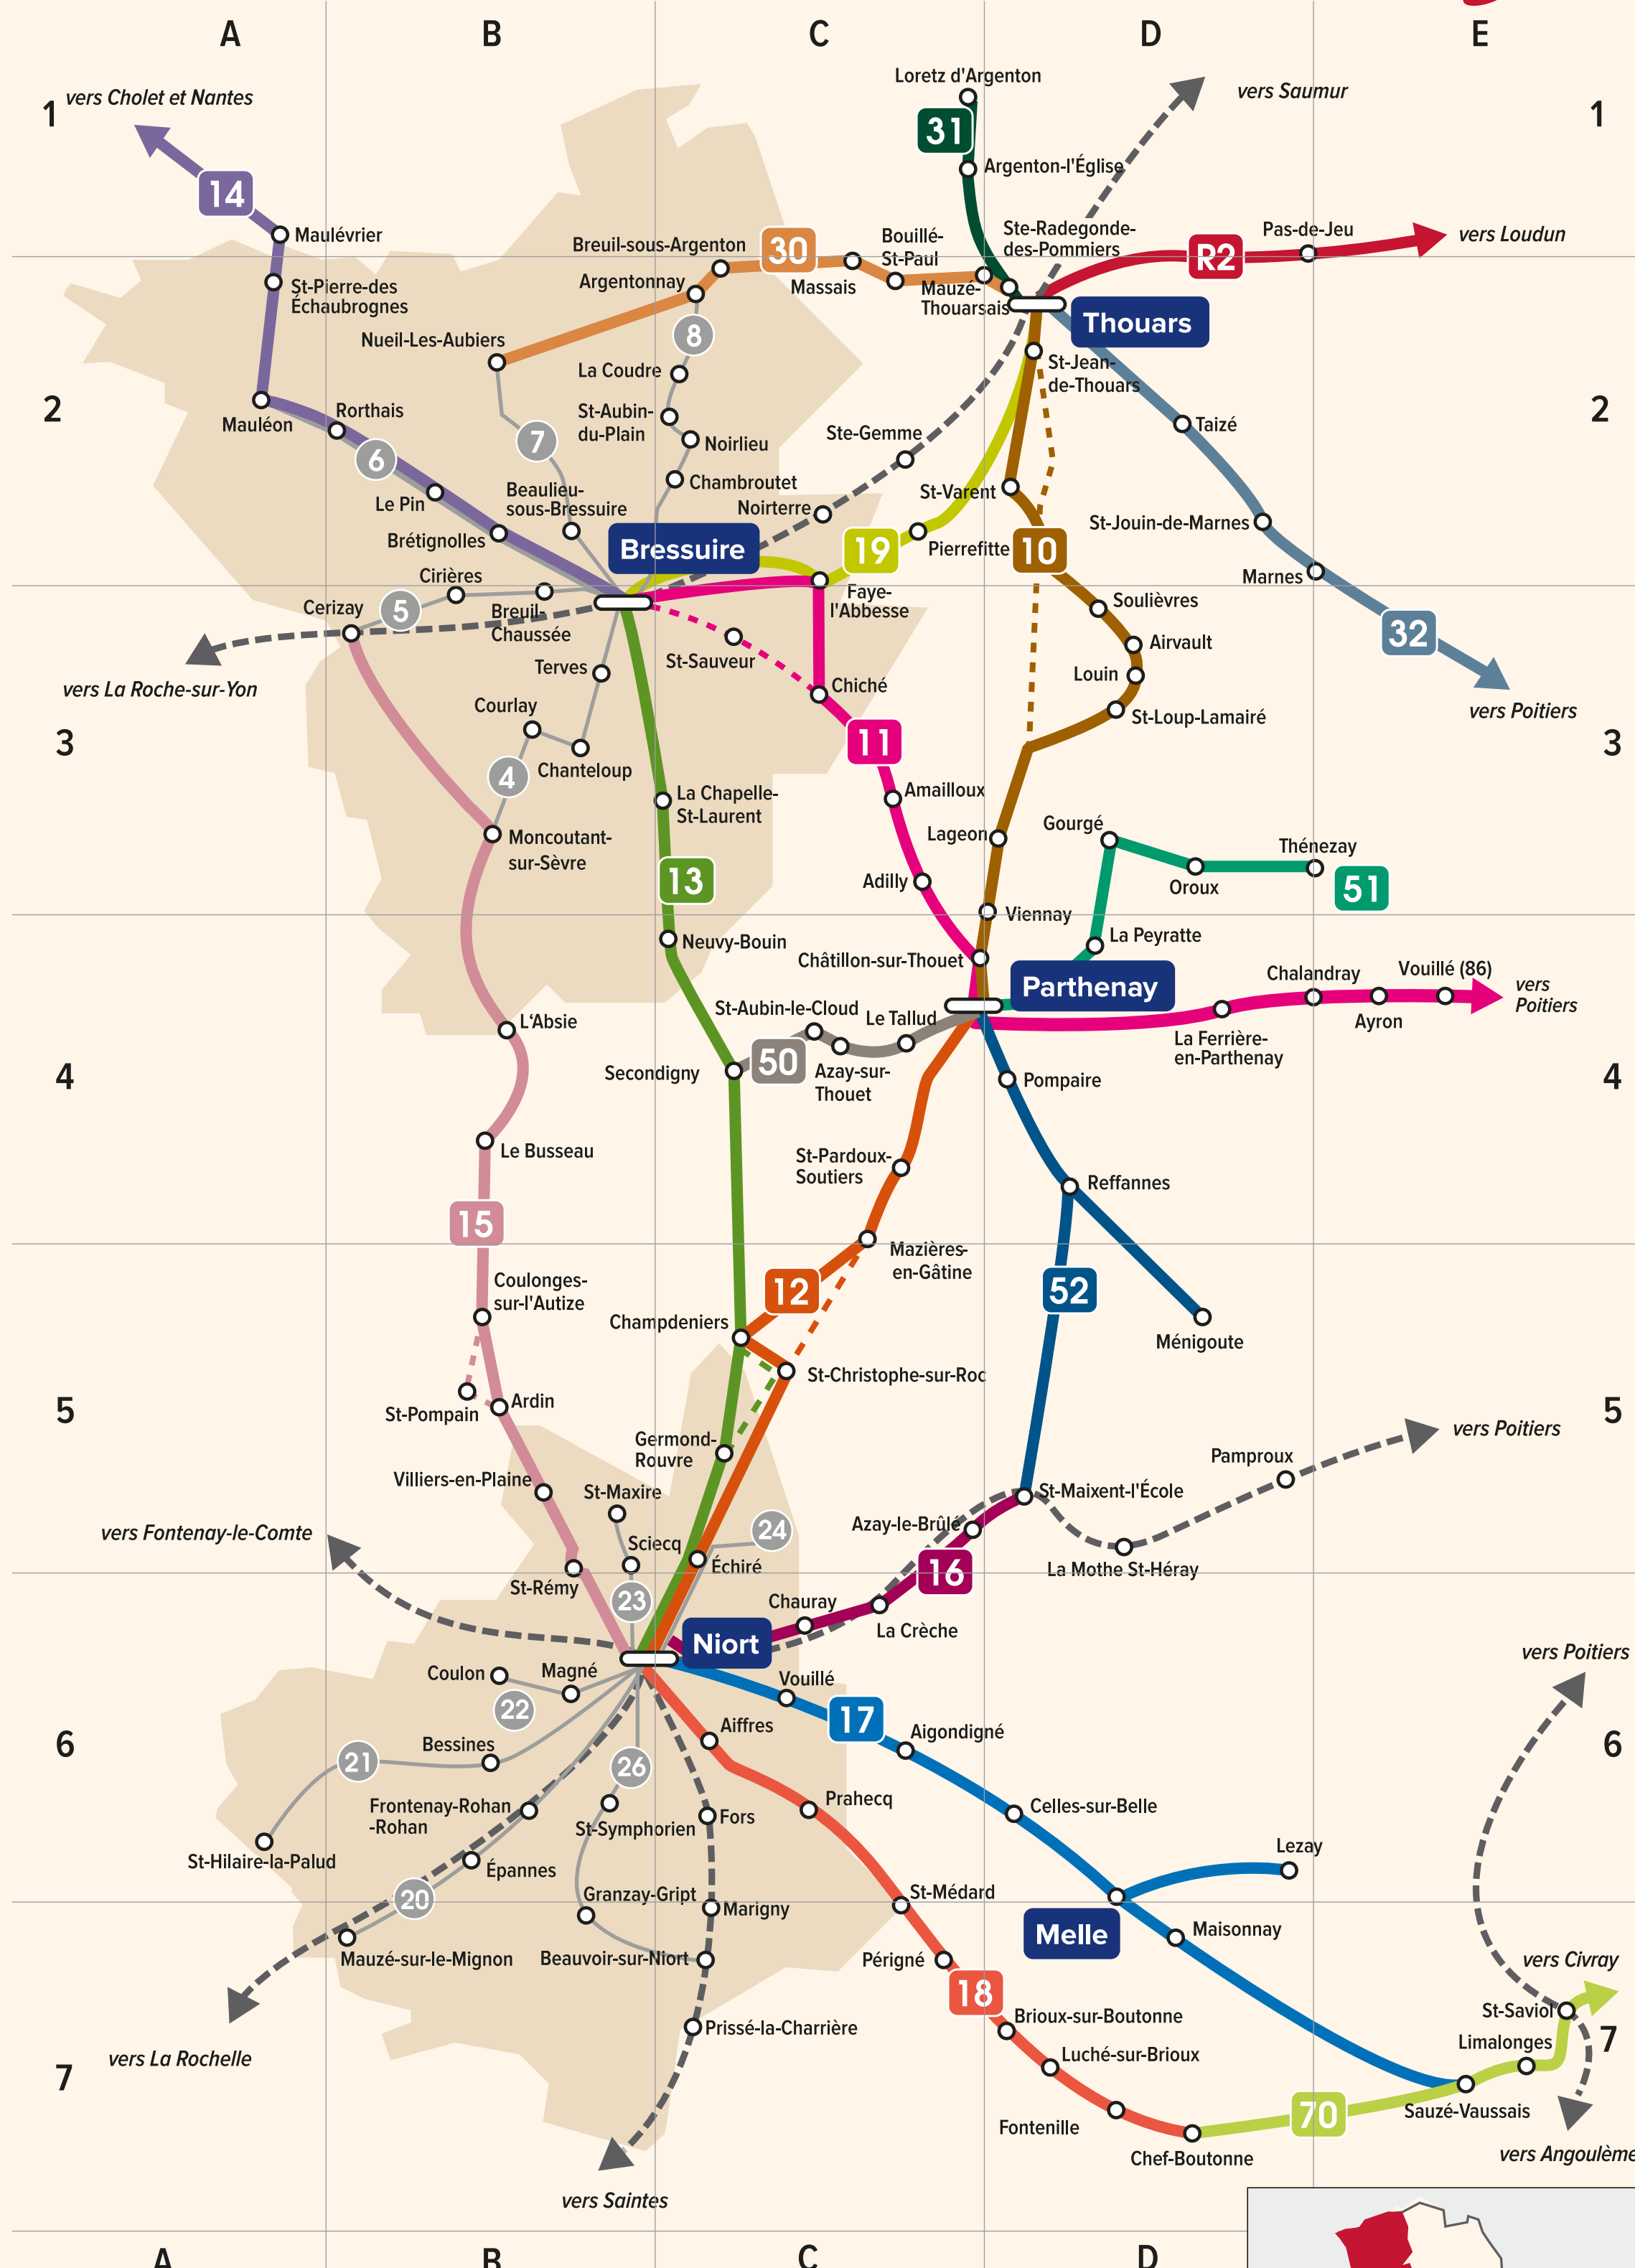 A
B
C
D
E
1
vers Cholet et Nantes
14
Maulévrier
St-Pierre-des
Échaubrognes
Loretz d'Argenton
31
Argenton-l'Église
vers Saumur
1
Ste-Radegonde-
des-Pommiers
Pas-de-Jeu
vers Loudun
R2
Breuil-sous-Argenton
30
Bouillé-
St-Paul
Argentonnay
Massais
Mauzé-
Thouarsais
Thouars
Nueil-Les-Aubiers
8
La Coudre
St-Jean-
de-Thouars
2
Mauléon
Rorthais
6
7
St-Aubin-
du-Plain
Noirlieu
Ste-Gemme
Taizé
2
Le Pin
Beaulieu-
sous-Bressuire
Chambroutet
Noirterre
St-Varent
St-Jouin-de-Marnes
Brétignolles
Bressuire
19
Pierrefitte
10
Marnes
Cirières
Cerizay
5
Breuil-
Chaussée
Faye-
l'Abbesse
Soulièvres
32
Airvault
vers La Roche-sur-Yon
Terves
St-Sauveur
Chiché
Louin
St-Loup-Lamairé
vers Poitiers
3
Courlay
Chanteloup
4
11
3
La Chapelle-
St-Laurent
Amailloux
Moncoutant-
sur-Sèvre
Lageon
Gourgé
Thénezay
13
Adilly
Oroux
51
Viennay
Neuvy-Bouin
Châtillon-sur-Thouet
La Peyratte
Parthenay
Chalandray
Vouillé (86)
vers
Poitiers
L'Absie
St-Aubin-le-Cloud
Le Tallud
Ayron
La Ferrière-
en-Parthenay
4
Secondigny
50
Azay-sur-
Thouet
Pompaire
4
Le Busseau
St-Pardoux-
Soutiers
Reffannes
15
Mazières-
en-Gâtine
Coulonges-
sur-l'Autize
12
52
Champdeniers
Ménigoute
St-Christophe-sur-Roc
5
St-Pompain
Ardin
5
Germond-
Rouvre
vers Poitiers
Pamproux
Villiers-en-Plaine
St-Maxire
St-Maixent-l'École
vers Fontenay-le-Comte
Sciecq
24
Azay-le-Brûlé
Échiré
16
La Mothe St-Héray
St-Rémy
23
Chauray
La Crèche
Niort
vers Poitiers
Coulon
Magné
22
Vouillé
17
6
21
Bessines
26
Aiffres
Aigondigné
6
Frontenay-Rohan
-Rohan
St-Symphorien
Fors
Prahecq
Celles-sur-Belle
St-Hilaire-la-Palud
Épannes
Lezay
20
Granzay-Gript
Marigny
St-Médard
Melle
Maisonnay
Mauzé-sur-le-Mignon
Beauvoir-sur-Niort
Périgné
vers Civray
18
St-Saviol
Prissé-la-Charrière
Brioux-sur-Boutonne
Limalonges
7
vers La Rochelle
Luché-sur-Brioux
7
Fontenille
70
Sauzé-Vaussais
Chef-Boutonne
vers Angoulême
vers Saintes
A
B
C
D